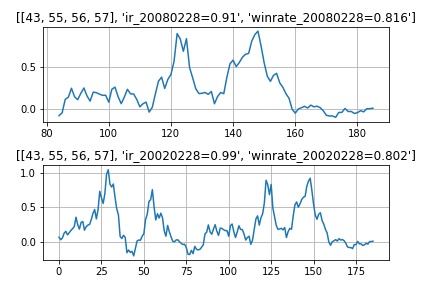 [[43, 55, 56, 57], 'ir_20080228=0.91', 'winrate_20080228=0.816']
0.5
0.0
80 100 120 140 160 180
[[43, 55, 56, 57], 'ir_20020228=0.99', 'winrate_20020228=0.802']
1.0
0.5
0.0
0 25 50 75 100 125 150 175